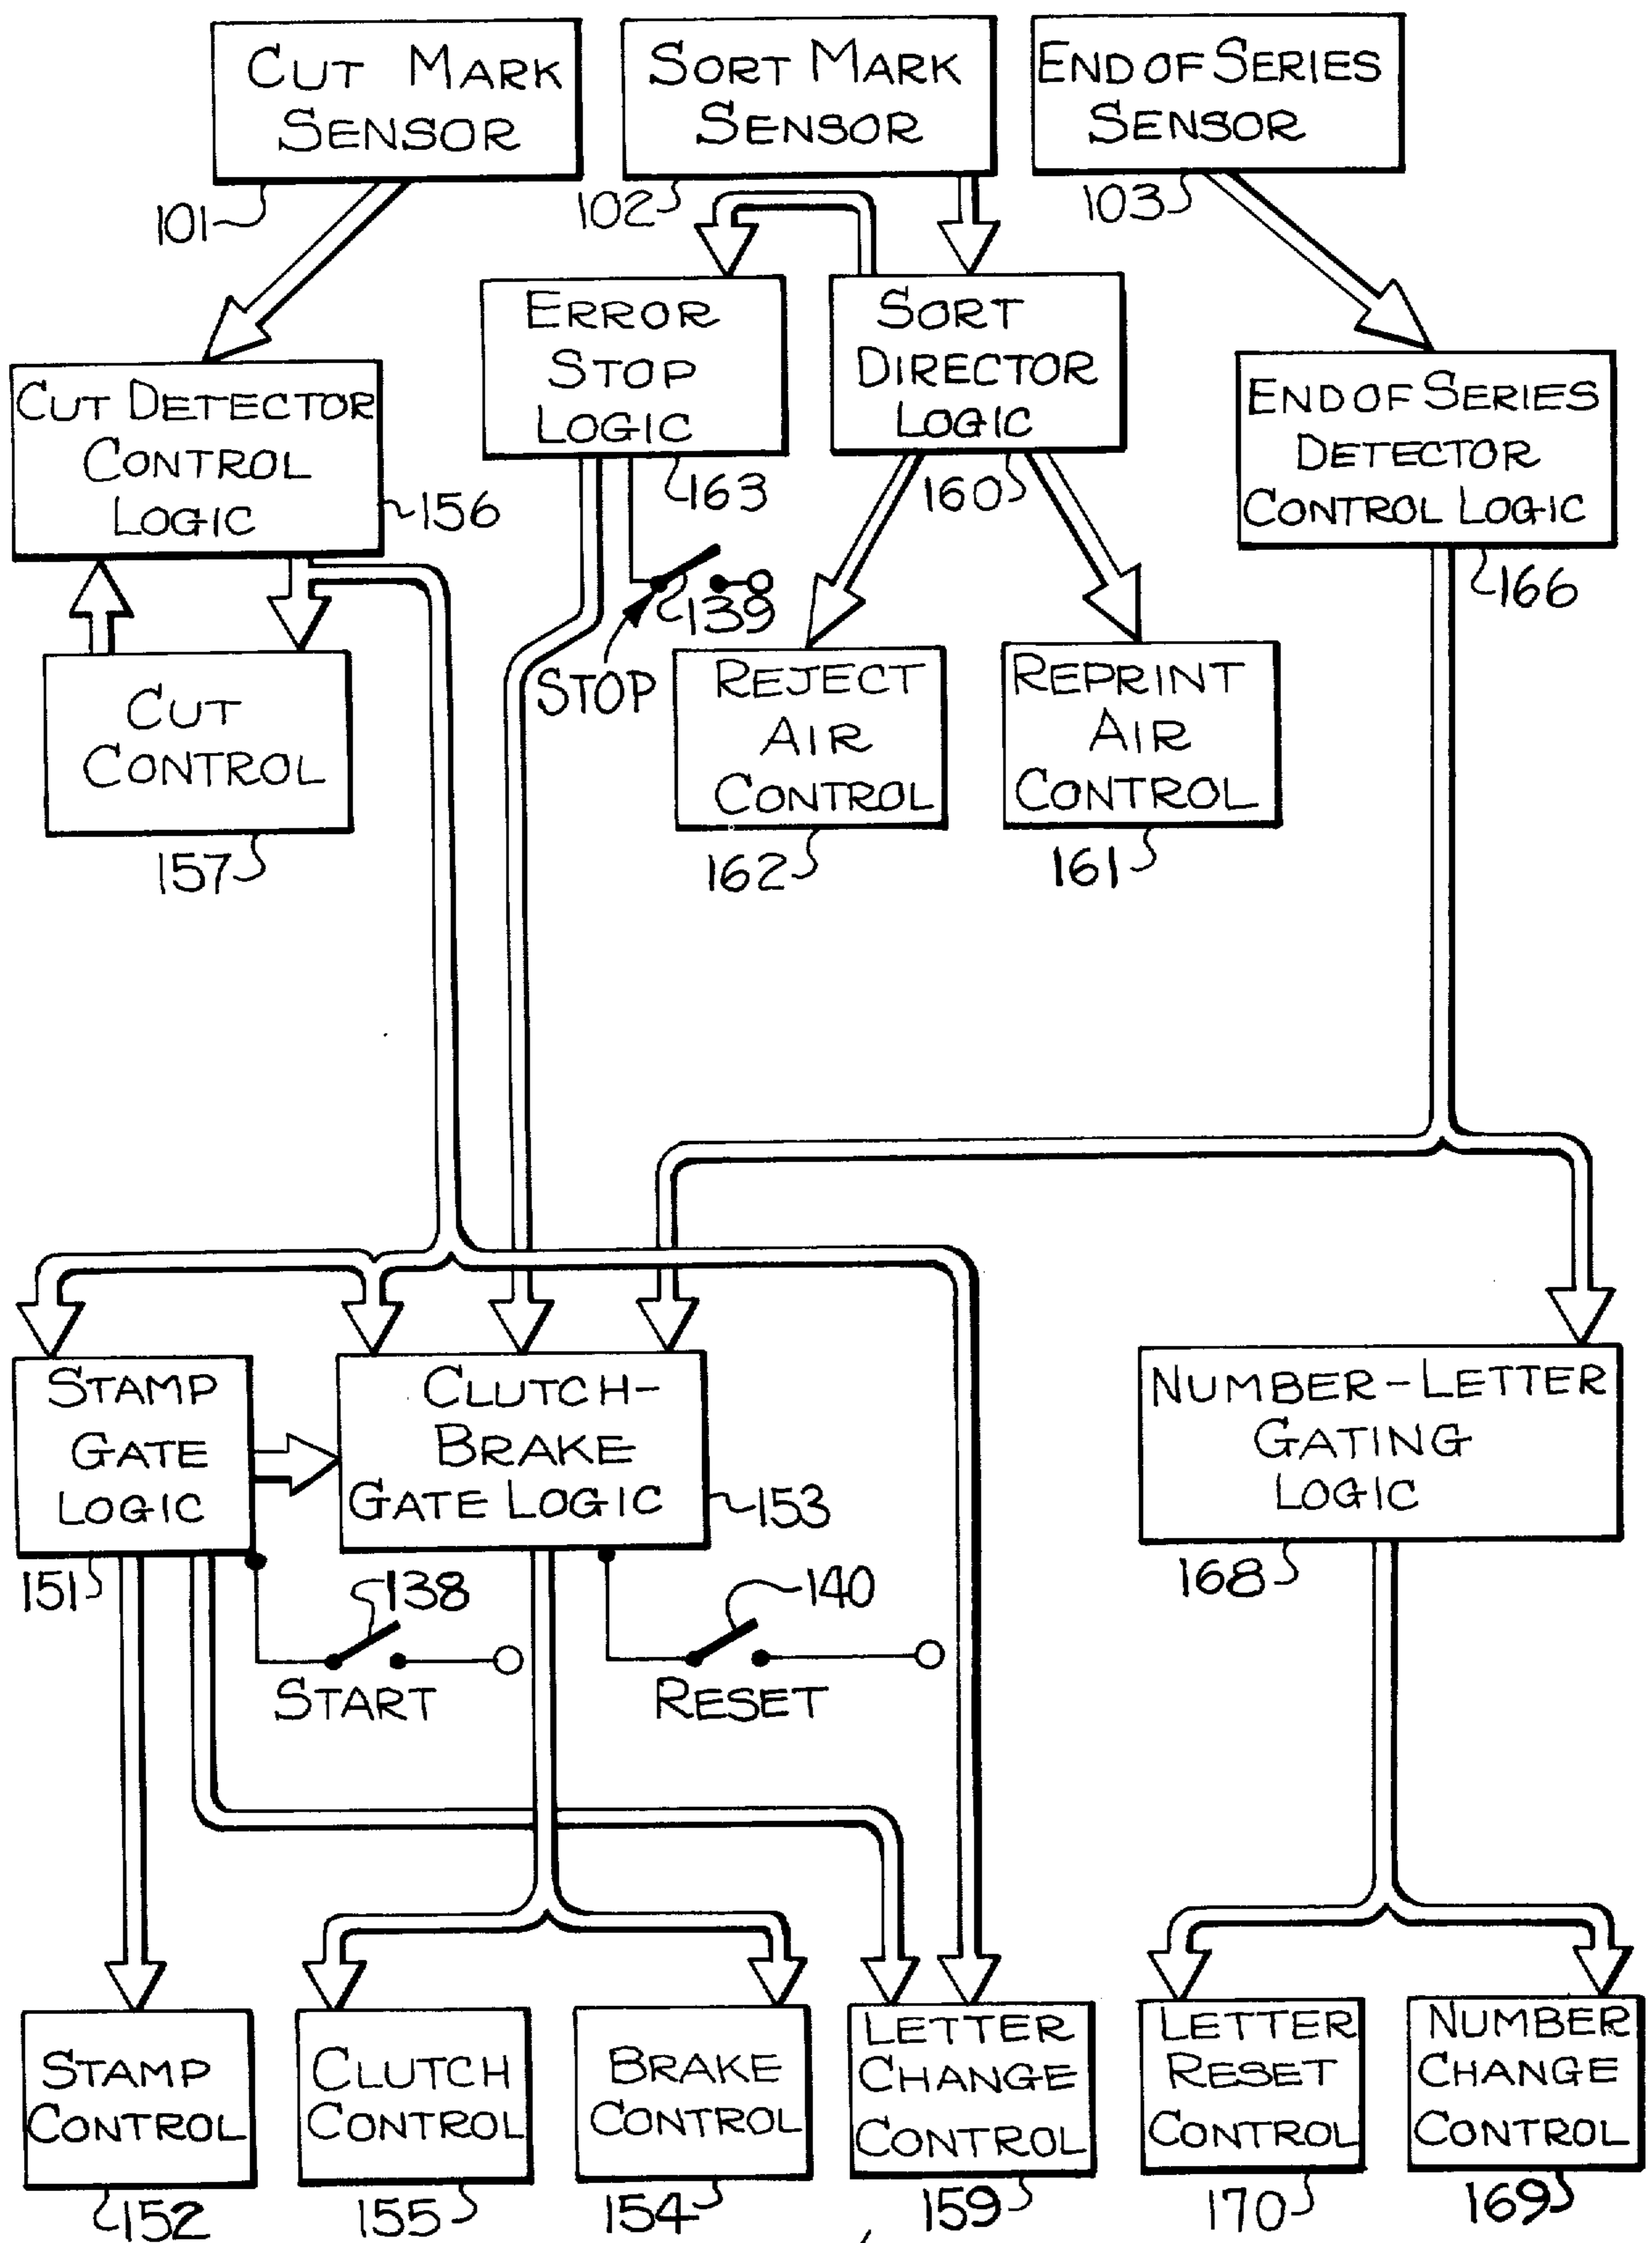 CUT MARK
SENSOR
SORT MARK
SENSOR
END OF SERIES
SENSOR
101
102
103
ERROR
STOP
LOGIC
SORT
DIRECTOR
LOGIC
CUT DETECTOR
CONTROL
LOGIC
END OF SERIES
DETECTOR
CONTROL LOGIC
156
163
160
166
139
STOP
CUT
CONTROL
REJECT
AIR
CONTROL
REPRINT
AIR
CONTROL
157
162
161
STAMP
GATE
LOGIC
CLUTCH-
BRAKE
GATE LOGIC
NUMBER-LETTER
GATING
LOGIC
153
151
138
140
168
START
RESET
STAMP
CONTROL
CLUTCH
CONTROL
BRAKE
CONTROL
LETTER
CHANGE
CONTROL
LETTER
RESET
CONTROL
NUMBER
CHANGE
CONTROL
152
155
154
159
170
169